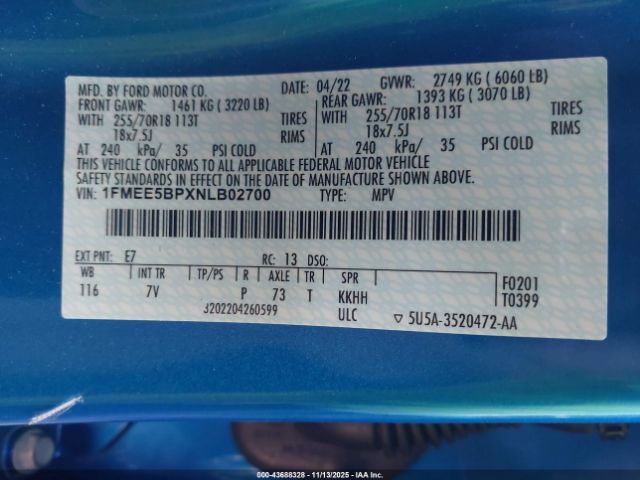 MFD. BY FORD MOTOR CO. DATE: 04/22 GVWR: 2749 KG ( 6060 LB)
FRONT GAWR: 1461 KG ( 3220 LB) REAR GAWR: 1393 KG ( 3070 LB)
WITH 255/70R18 113T TIRES WITH 255/70R18 113T TIRES
18x7.5J RIMS 18x7.5J RIMS
AT 240 kPa/ 35 PSI COLD AT 240 kPa/ 35 PSI COLD
THIS VEHICLE CONFORMS TO ALL APPLICABLE FEDERAL MOTOR VEHICLE
SAFETY STANDARDS IN EFFECT ON THE DATE OF MANUFACTURE SHOWN ABOVE.
VIN: 1FMEE5BPXNLB02700 TYPE: MPV
EXT PNT: E7 RC: 13 DSO:
WB INT TR TP/PS R AXLE TR SPR F0201
116 7V P 73 T KKHH T0399
J202204260599 ULC ▽ 5U5A-3520472-AA
000-43688328 - 11/13/2025 - IAA Inc.